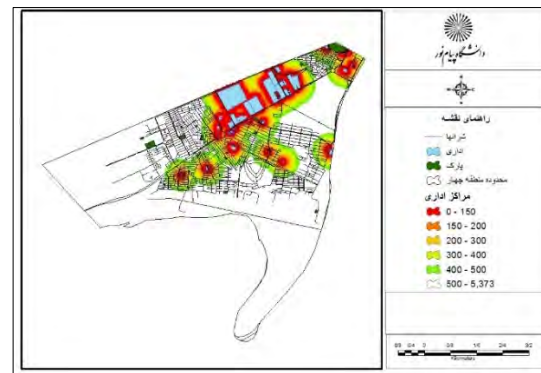 دانشگاه پیام نور
راهنمای نقشه
شریانها
اداری
پارک
محدوده منطقه چهار
مراکز اداری
0 - 150
150 - 200
200 - 300
300 - 400
400 - 500
500 - 5,373
Kilometers